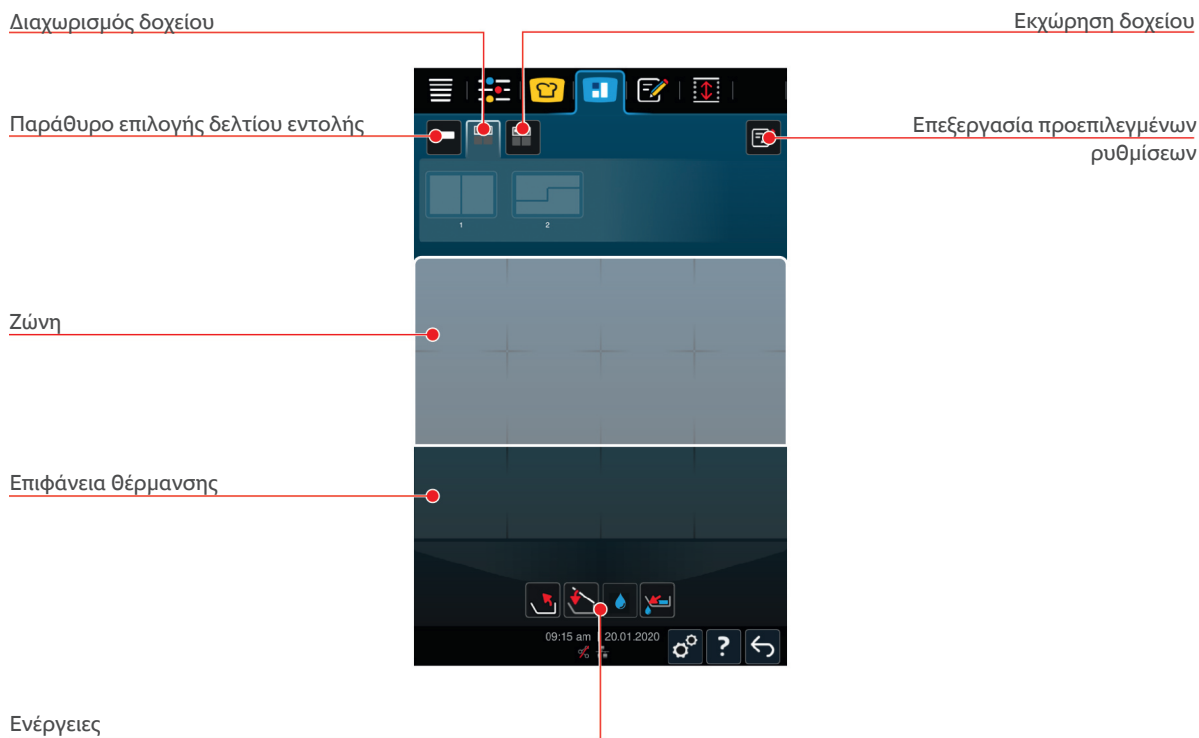 Διαχωρισμός δοχείου
Εκχώρηση δοχείου
Παράθυρο επιλογής δελτίου εντολής
Επεξεργασία προεπιλεγμένων
ρυθμίσεων
1
2
Ζώνη
Επιφάνεια θέρμανσης
09:15 am | 20.01.2020
?
Ενέργειες